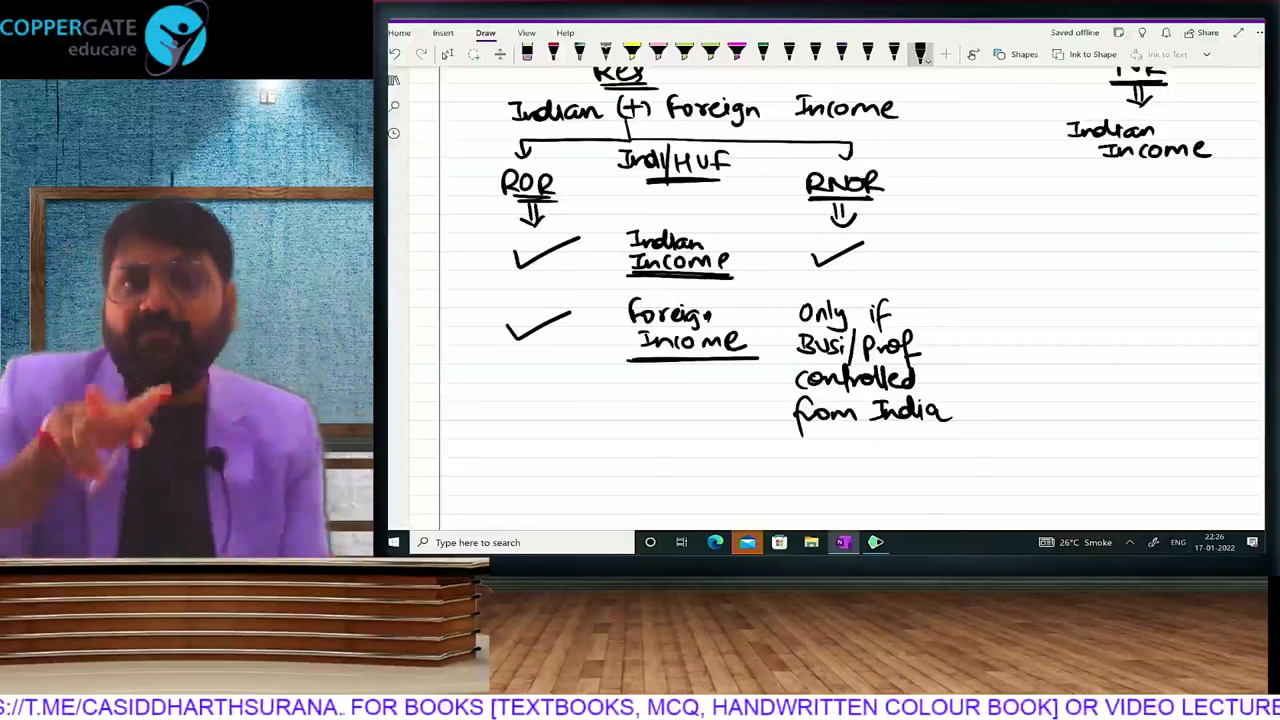 COPPERGATE
educare
Home Insert Draw View Help
Saved offline
Share
Shapes
Ink to Shape
Ink to Text
Res
Indian (+) Foreign Income
Indian
Income
Indi/HUF
ROR
RNOR
Indian
Income
Foreign
Income
Only if
Busi/Prof
controlled
from India
Type here to search
26°C Smoke
ENG
22:26
17-01-2022
S://T.ME/CASIDDHARTHSURANA. FOR BOOKS [TEXTBOOKS, MCQ, HANDWRITTEN COLOUR BOOK] OR VIDEO LECTURE